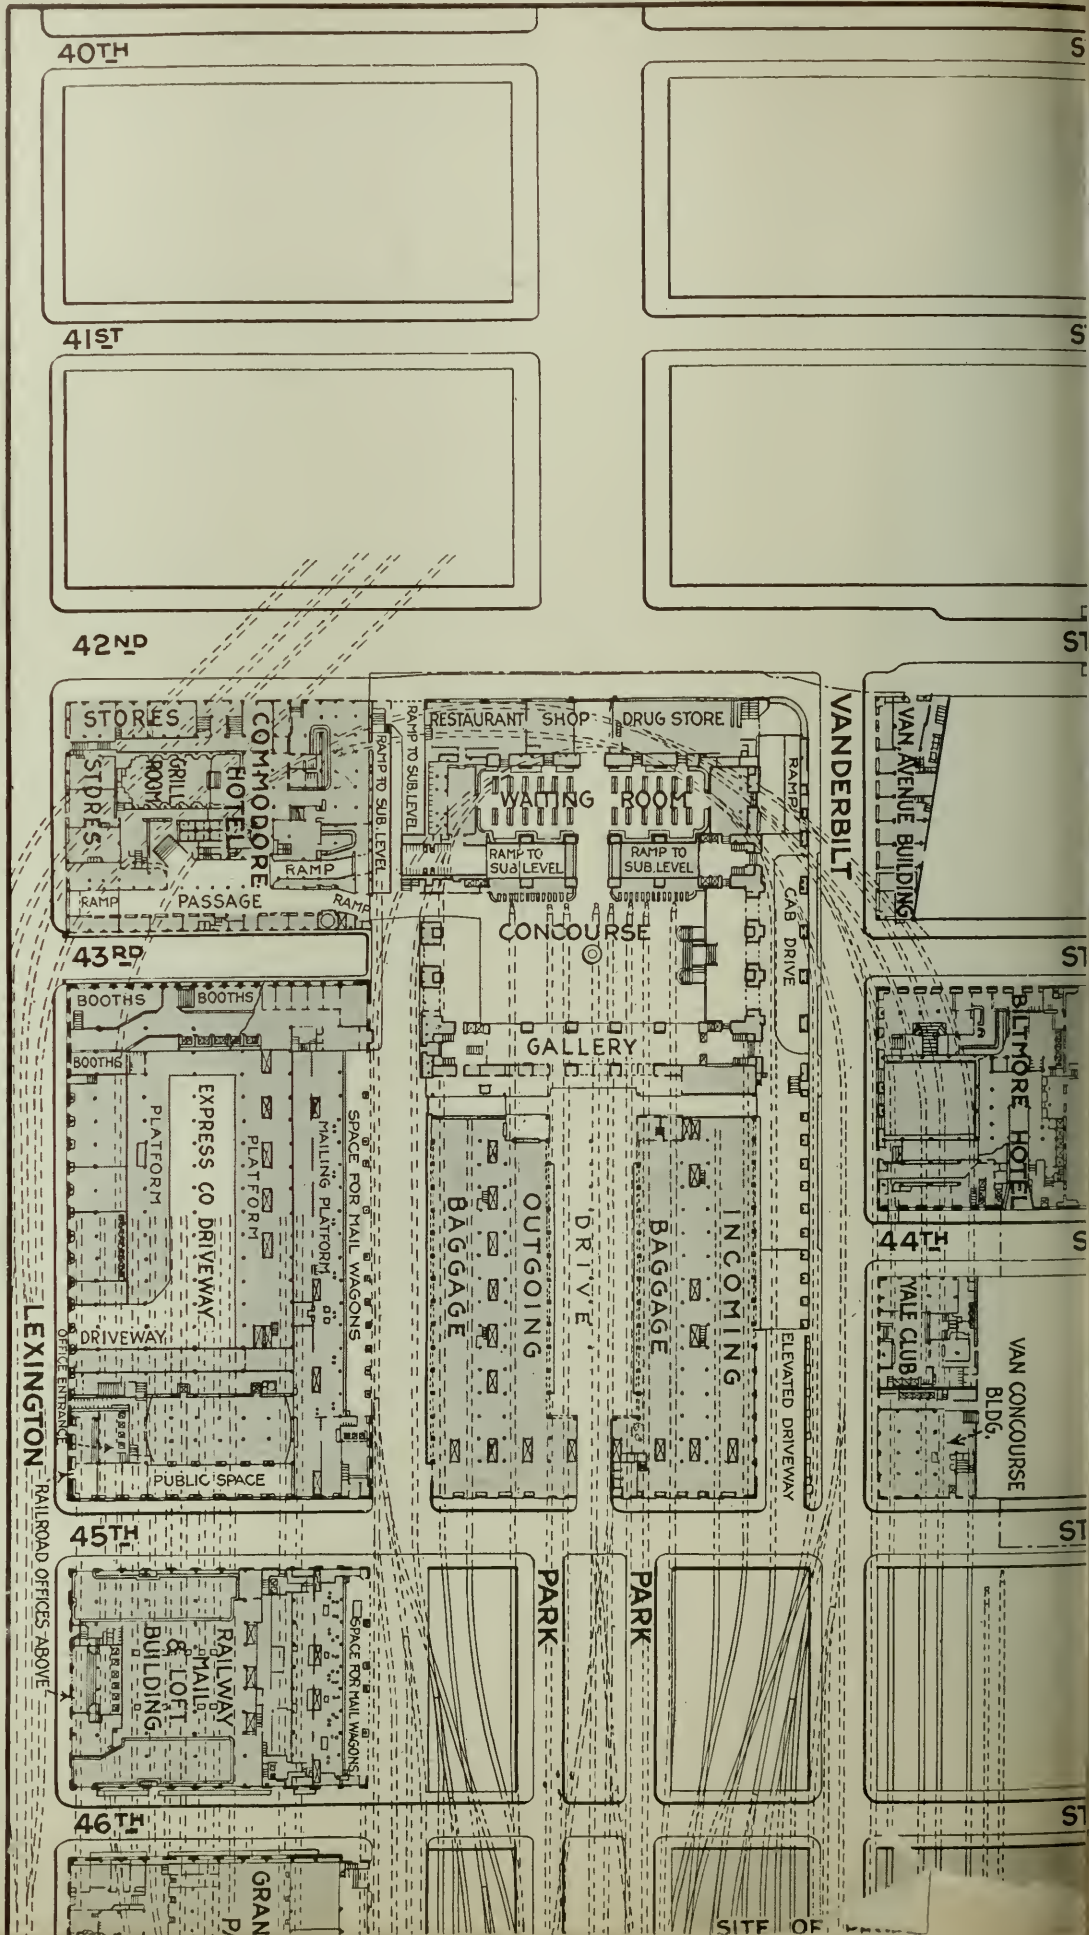 40TH
S
41ST
S
42ND
ST
STORES
COMMODORE
HOTEL
GRILL
ROOM
STORES
RAMP
RAMP
PASSAGE
RAMP
RAMP TO SUB. LEVEL
RAMP TO SUB. LEVEL
RESTAURANT
SHOP
DRUG STORE
WAITING ROOM
RAMP TO
SUB LEVEL
RAMP TO
SUB. LEVEL
RAMP
CAB DRIVE
CONCOURSE
VANDERBILT
VAN. AVENUE BUILDING
43RD
ST
BOOTHS
BOOTHS
BOOTHS
PLATFORM
EXPRESS CO DRIVEWAY
PLATFORM
MAILING PLATFORM
SPACE FOR MAIL WAGONS
GALLERY
BAGGAGE
OUTGOING
DRIVE
BAGGAGE
INCOMING
ELEVATED DRIVEWAY
BILTMORE HOTEL
44TH
S
YALE CLUB
VAN CONCOURSE
BLDG.
DRIVEWAY
OFFICE ENTRANCE
PUBLIC SPACE
LEXINGTON
RAILROAD OFFICES ABOVE
45TH
ST
PARK
PARK
RAILWAY
MAIL
& LOFT
BUILDING
SPACE FOR MAIL WAGONS
46TH
ST
GRAN
SITE OF